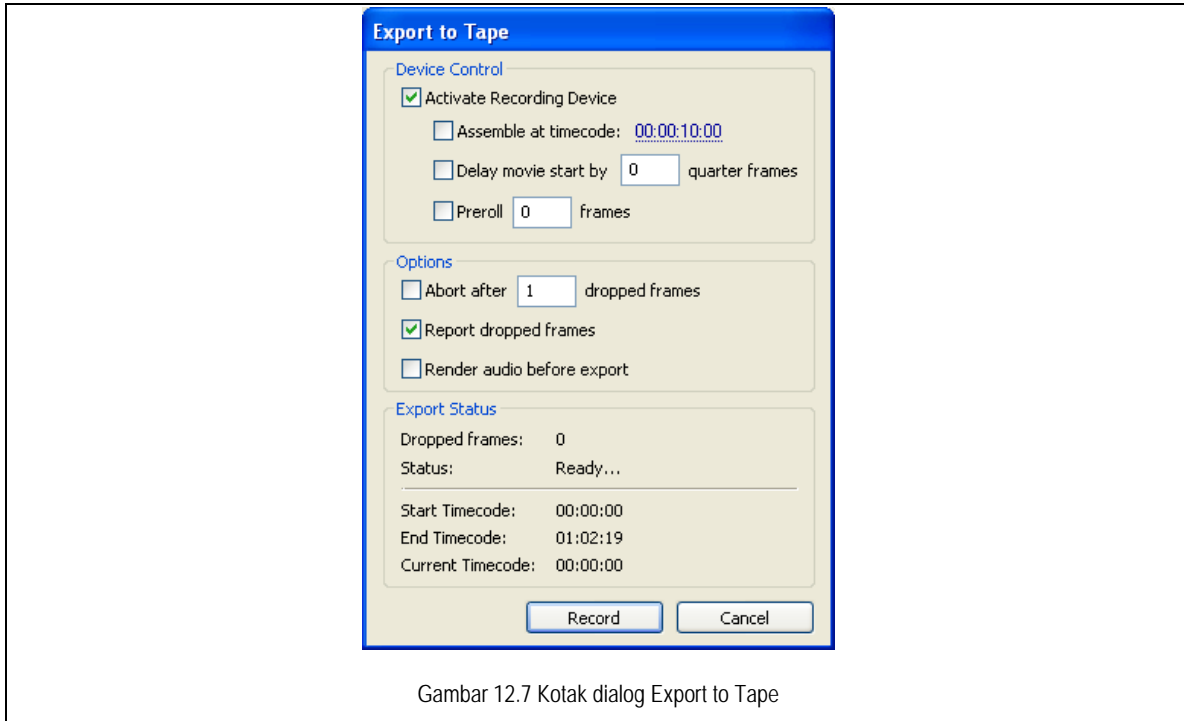 Export to Tape
Device Control
Activate Recording Device
Assemble at timecode: 00:00:10:00
Delay movie start by 0 quarter frames
Preroll 0 frames
Options
Abort after 1 dropped frames
Report dropped frames
Render audio before export
Export Status
Dropped frames: 0
Status: Ready...
Start Timecode: 00:00:00
End Timecode: 01:02:19
Current Timecode: 00:00:00
Record Cancel
Gambar 12.7 Kotak dialog Export to Tape